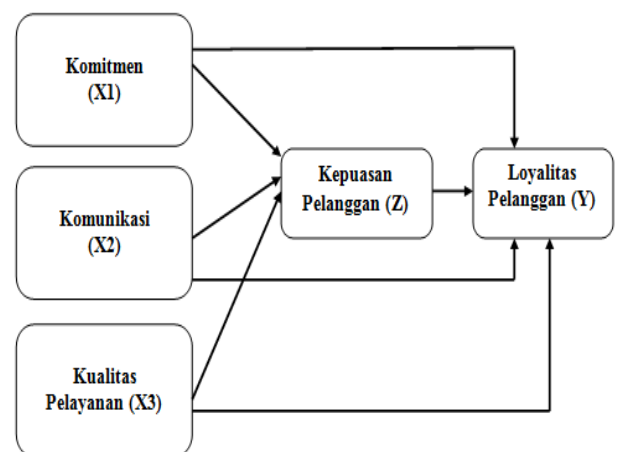 Komitmen
(X1)
Komunikasi
(X2)
Kualitas
Pelayanan (X3)
Kepuasan
Pelanggan (Z)
Loyalitas
Pelanggan (Y)